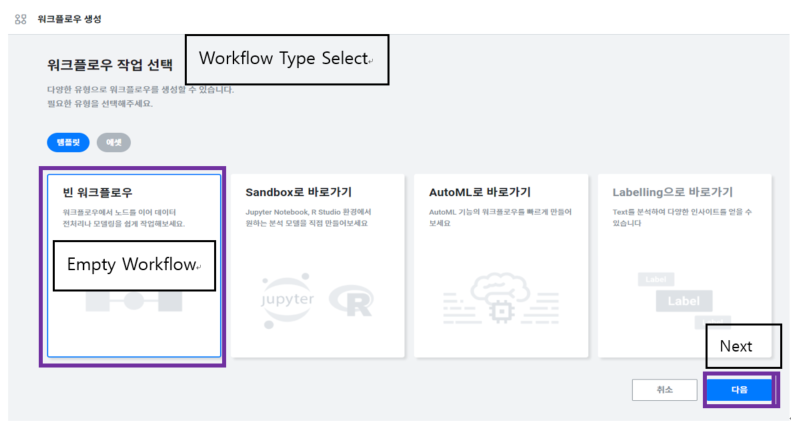 워크플로우 생성
워크플로우 작업 선택
Workflow Type Select
다양한 유형으로 워크플로우를 생성할 수 있습니다.
필요한 유형을 선택해주세요.
템플릿
에셋
빈 워크플로우
워크플로우에서 노드를 이어 데이터
전처리나 모델링을 쉽게 작업해보세요.
Empty Workflow
Sandbox로 바로가기
Jupyter Notebook, R Studio 환경에서
원하는 분석 모델을 직접 만들어보세요
jupyter
R
AutoML로 바로가기
AutoML 기능의 워크플로우를 빠르게 만들어
보세요
Labelling으로 바로가기
Text를 분석하여 다양한 인사이트를 얻을 수
있습니다
Label
Label
Next
취소
다음